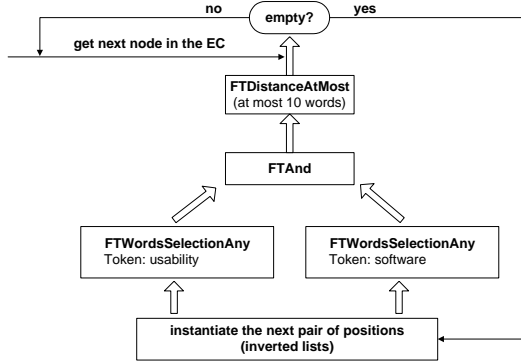 no
empty?
yes
get next node in the EC
FTDistanceAtMost
(at most 10 words)
FTAnd
FTWordsSelectionAny
Token: usability
FTWordsSelectionAny
Token: software
instantiate the next pair of positions
(inverted lists)